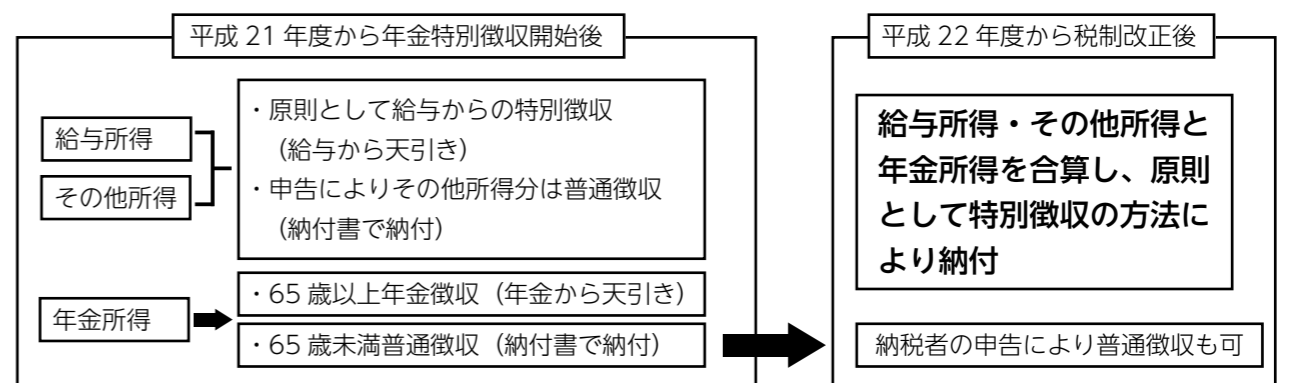 平成 21 年度から年金特別徴収開始後
給与所得
その他所得
・原則として給与からの特別徴収
（給与から天引き）
・申告によりその他所得分は普通徴収
（納付書で納付）
年金所得
・65 歳以上年金徴収（年金から天引き）
・65 歳未満普通徴収（納付書で納付）
平成 22 年度から税制改正後
給与所得・その他所得と
年金所得を合算し、原則
として特別徴収の方法に
より納付
納税者の申告により普通徴収も可